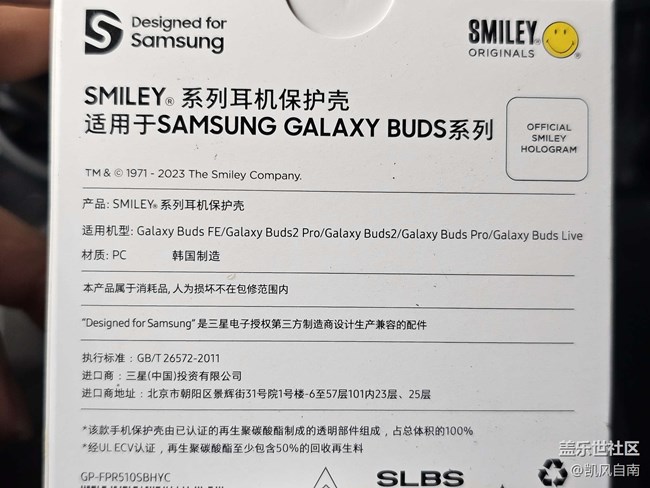 Designed for
Samsung
SMILEY
ORIGINALS
SMILEY® 系列耳机保护壳
适用于SAMSUNG GALAXY BUDS系列
OFFICIAL
SMILEY
HOLOGRAM
TM & © 1971 - 2023 The Smiley Company.
产品: SMILEY® 系列耳机保护壳
适用机型: Galaxy Buds FE/Galaxy Buds2 Pro/Galaxy Buds2/Galaxy Buds Pro/Galaxy Buds Live
材质: PC 韩国制造
本产品属于消耗品, 人为损坏不在包修范围内
"Designed for Samsung" 是三星电子授权第三方制造商设计生产兼容的配件
执行标准: GB/T 26572-2011
进口商: 三星(中国)投资有限公司
进口商地址: 北京市朝阳区景辉街31号院1号楼-6至57层101内23层、25层
*该款手机保护壳由已认证的再生聚碳酸酯制成的透明部件组成, 占总体积的100%
*经UL ECV认证, 再生聚碳酸酯至少包含50%的回收再生料
GP-FPR510SBHYC
SLBS
盖乐世社区
@凯风自南